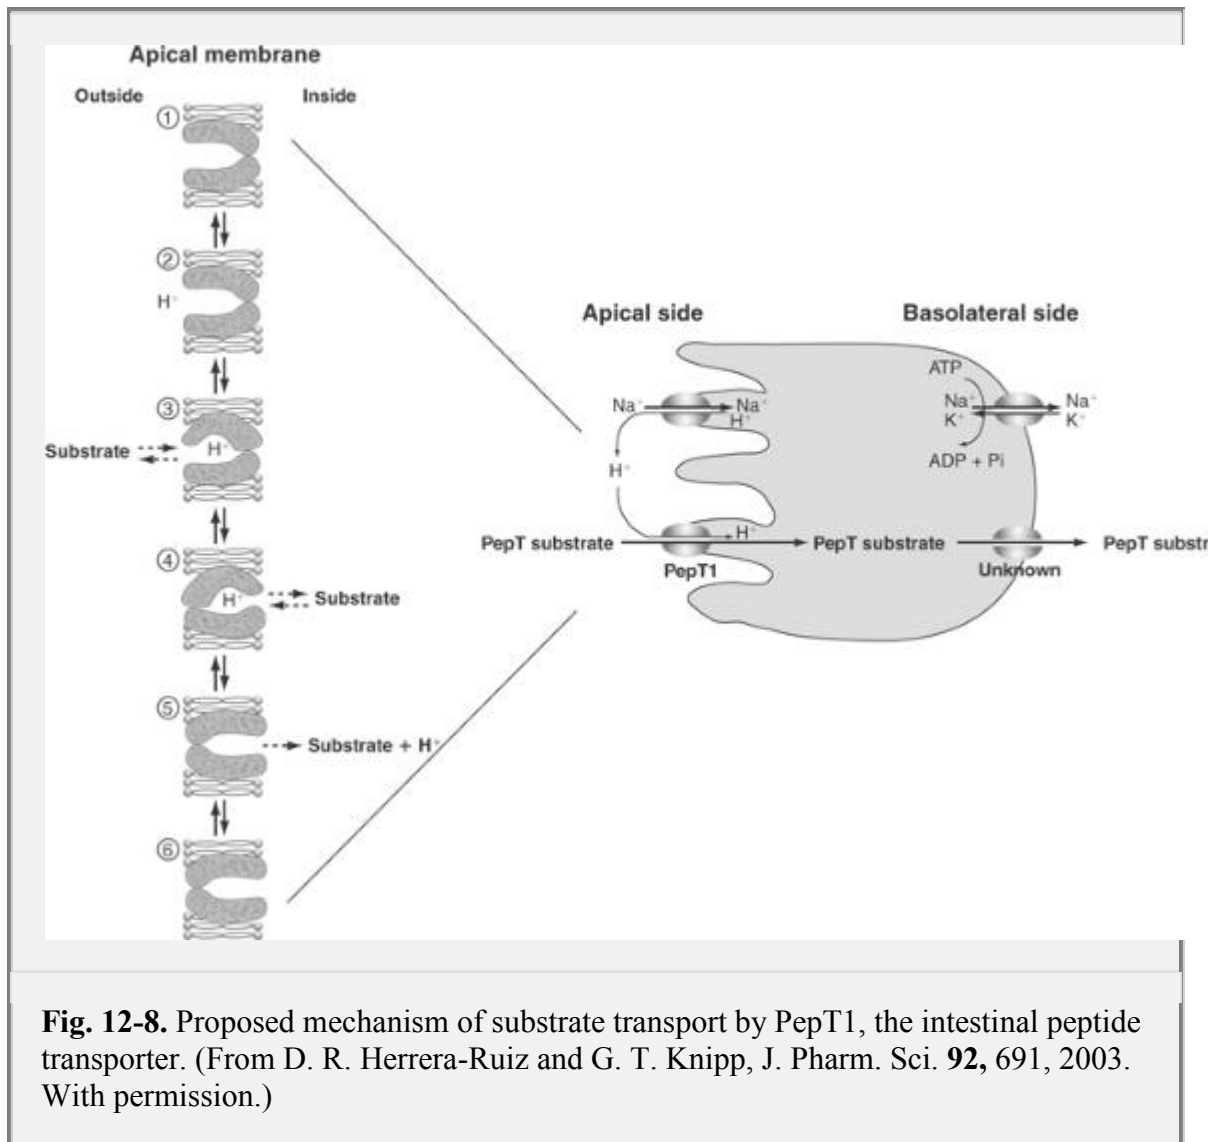 Apical membrane
Outside
Inside
①
②
H⁺
③
Substrate
H⁺
④
H⁺
Substrate
⑤
Substrate + H⁺
⑥
Apical side
Basolateral side
ATP
Na⁺
Na⁺
H⁺
Na⁺
K⁺
Na⁺
K⁺
ADP + Pi
H⁺
H⁺
PepT substrate
PepT substrate
PepT substr
PepT1
Unknown
Fig. 12-8. Proposed mechanism of substrate transport by PepT1, the intestinal peptide
transporter. (From D. R. Herrera-Ruiz and G. T. Knipp, J. Pharm. Sci. 92, 691, 2003.
With permission.)